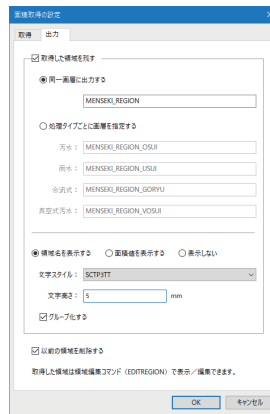 面積取得の設定
取得 出力
取得した領域を残す
同一画層に出力する
MENSEKI_REGION
処理タイプごとに画層を指定する
汚水： MENSEKI_REGION_OSUI
雨水： MENSEKI_REGION_USUI
合流式： MENSEKI_REGION_GORYU
真空式汚水： MENSEKI_REGION_VOSUI
領域名を表示する 面積値を表示する 表示しない
文字スタイル： SCTP3TT
文字高さ： 5 mm
グループ化する
以前の領域を削除する
取得した領域は領域編集コマンド（EDITREGION）で表示／編集できます。
OK キャンセル